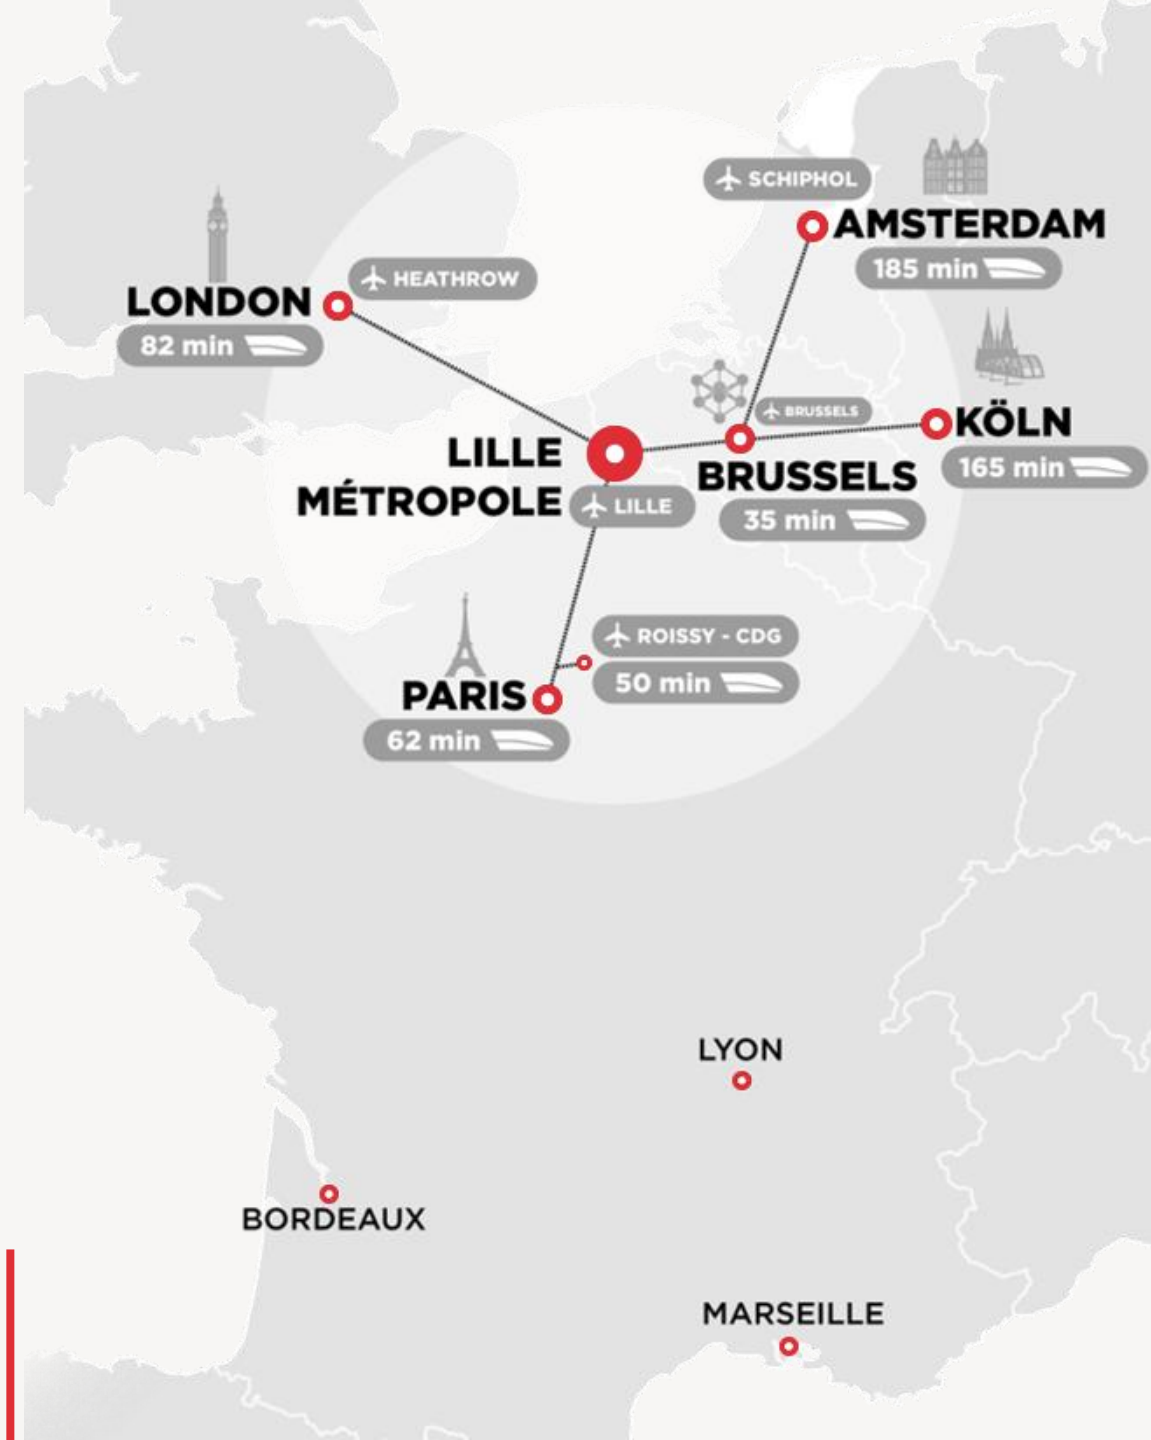 SCHIPHOL
AMSTERDAM
185 min
HEATHROW
LONDON
82 min
BRUSSELS
KÖLN
165 min
LILLE
MÉTROPOLE
LILLE
BRUSSELS
35 min
ROISSY - CDG
50 min
PARIS
62 min
LYON
BORDEAUX
MARSEILLE